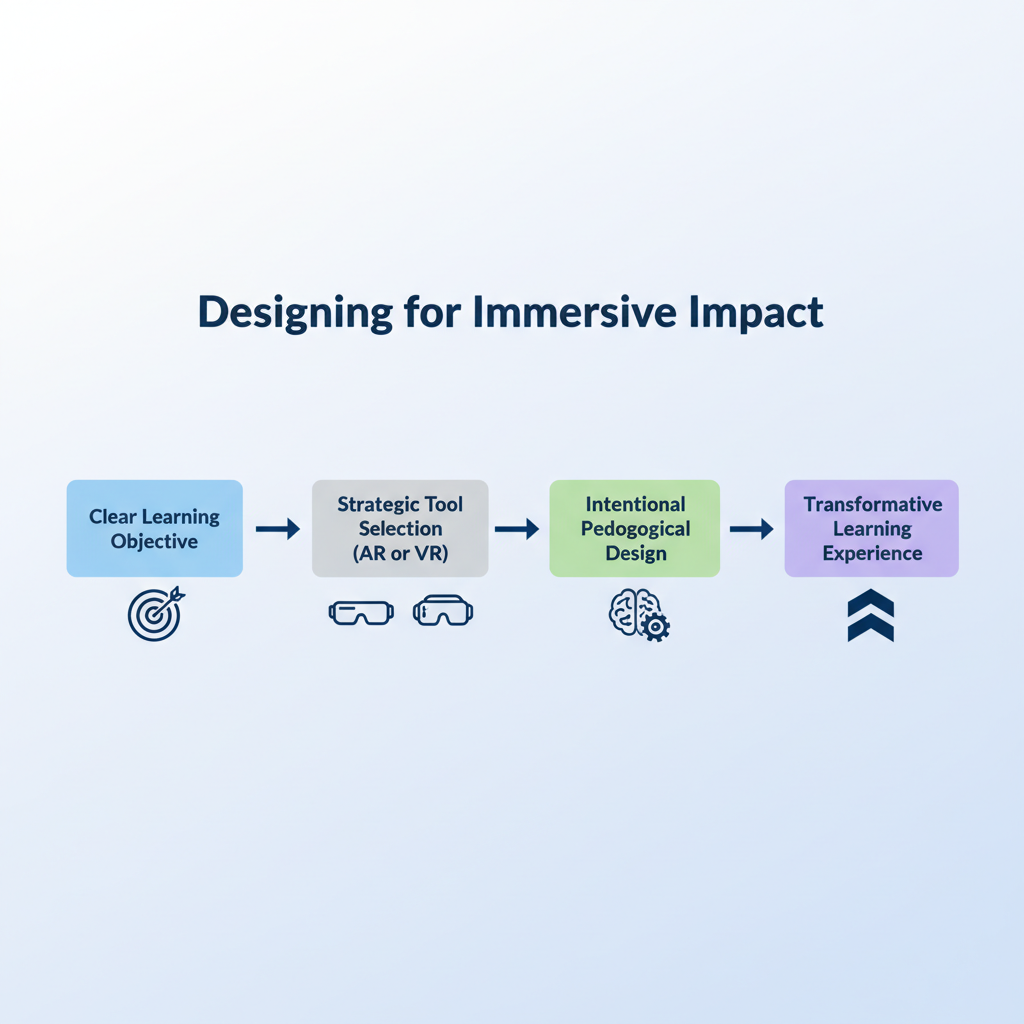 Designing for Immersive Impact
Clear Learning
Objective
Strategic Tool
Selection
(AR or VR)
Intentional
Pedogogical
Design
Transformative
Learning
Experience